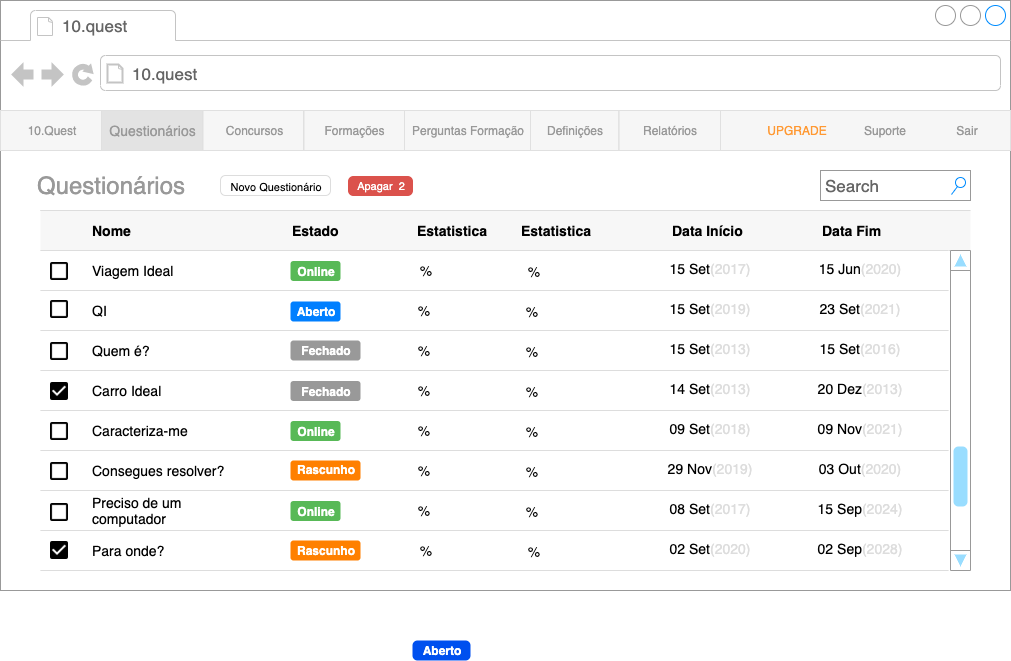 10.quest
10.quest
10.Quest Questionários Concursos Formações Perguntas Formação Definições Relatórios UPGRADE Suporte Sair
Questionários Novo Questionário Apagar 2 Search
Nome Estado Estatistica Estatistica Data Início Data Fim
Viagem Ideal Online % % 15 Set(2017) 15 Jun(2020)
QI Aberto % % 15 Set(2019) 23 Set(2021)
Quem é? Fechado % % 15 Set(2013) 15 Set(2016)
Carro Ideal Fechado % % 14 Set(2013) 20 Dez(2013)
Caracteriza-me Online % % 09 Set(2018) 09 Nov(2021)
Consegues resolver? Rascunho % % 29 Nov(2019) 03 Out(2020)
Preciso de um
computador Online % % 08 Set(2017) 15 Sep(2024)
Para onde? Rascunho % % 02 Set(2020) 02 Sep(2028)
Aberto